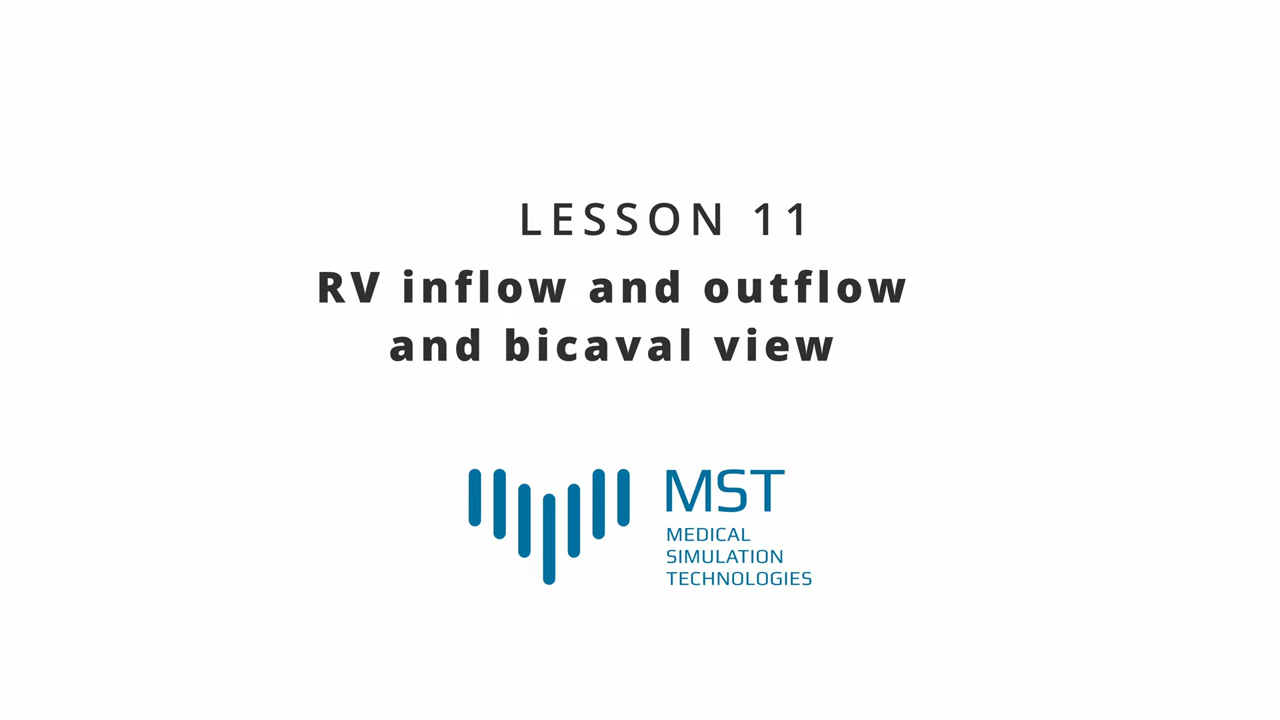 LESSON 11
RV inflow and outflow
and bicaval view
MST
MEDICAL
SIMULATION
TECHNOLOGIES